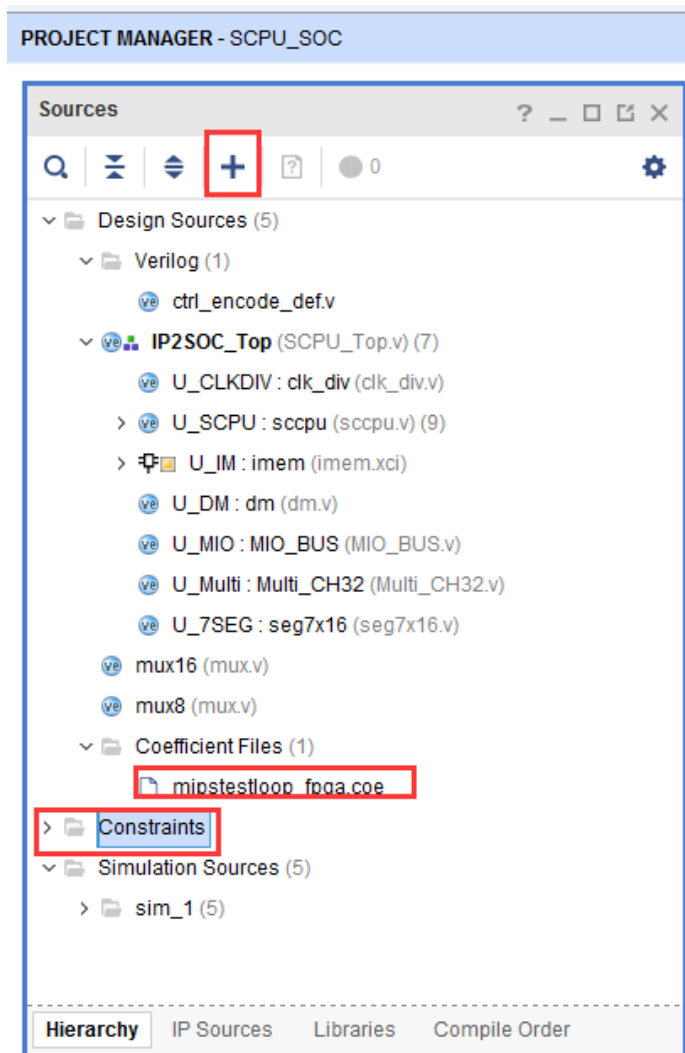 PROJECT MANAGER - SCPU_SOC
Sources
? _
0
Design Sources (5)
Verilog (1)
ctrl_encode_def.v
IP2SOC_Top (SCPU_Top.v) (7)
U_CLKDIV : clk_div (clk_div.v)
U_SCPU : sccpu (sccpu.v) (9)
U_IM : imem (imem.xci)
U_DM : dm (dm.v)
U_MIO : MIO_BUS (MIO_BUS.v)
U_Multi : Multi_CH32 (Multi_CH32.v)
U_7SEG : seg7x16 (seg7x16.v)
mux16 (mux.v)
mux8 (mux.v)
Coefficient Files (1)
mipstestloop_fpga.coe
Constraints
Simulation Sources (5)
sim_1 (5)
Hierarchy IP Sources Libraries Compile Order